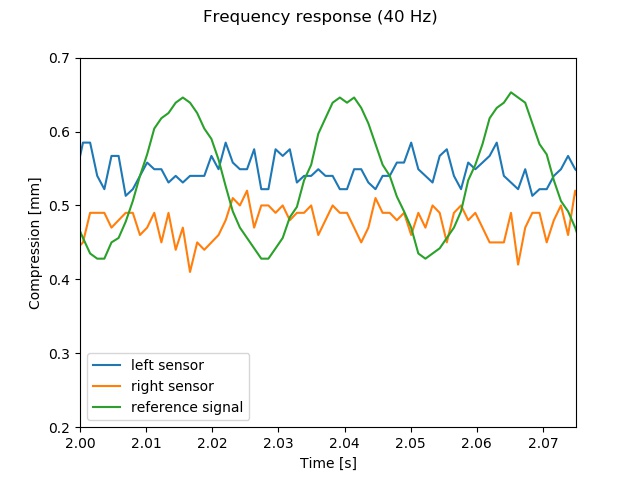 Frequency response (40 Hz)
0.7
0.6
0.5
0.4
0.3
0.2
Compression [mm]
left sensor
right sensor
reference signal
2.00 2.01 2.02 2.03 2.04 2.05 2.06 2.07
Time [s]